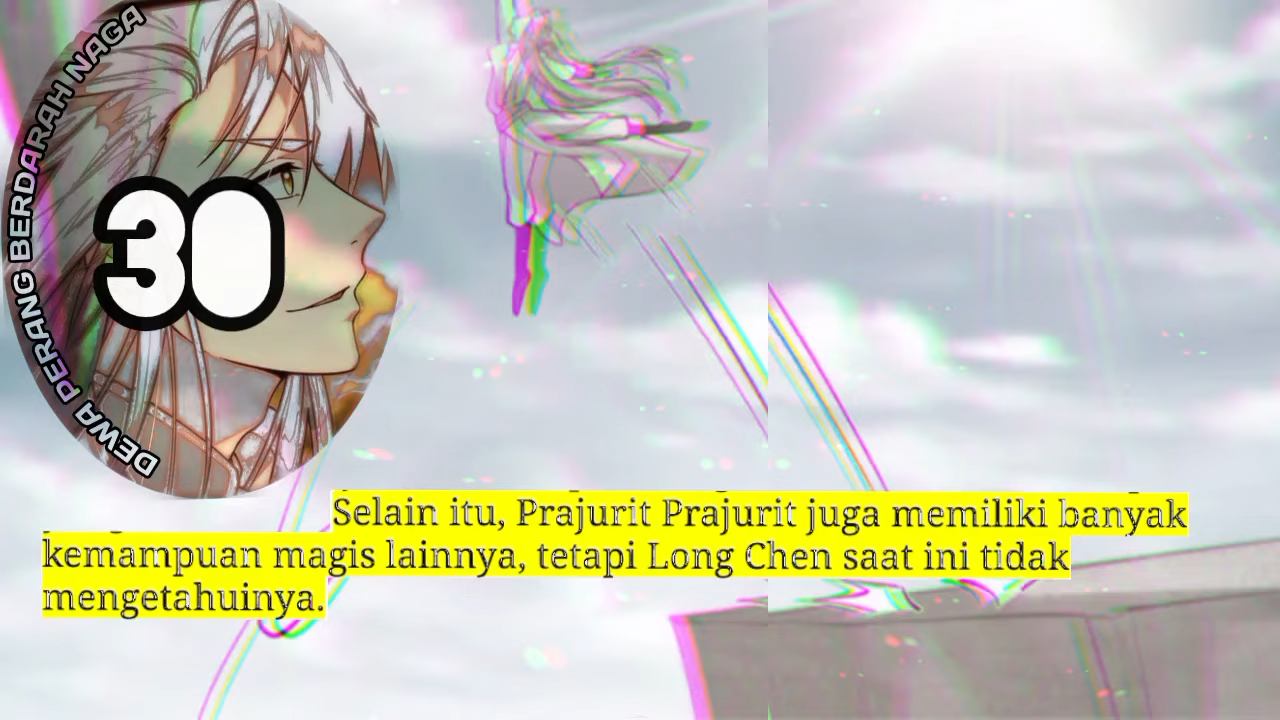 DEWA PERANG BERDARAH NAGA
30
Selain itu, Prajurit Prajurit juga memiliki banyak
kemampuan magis lainnya, tetapi Long Chen saat ini tidak
mengetahuinya.